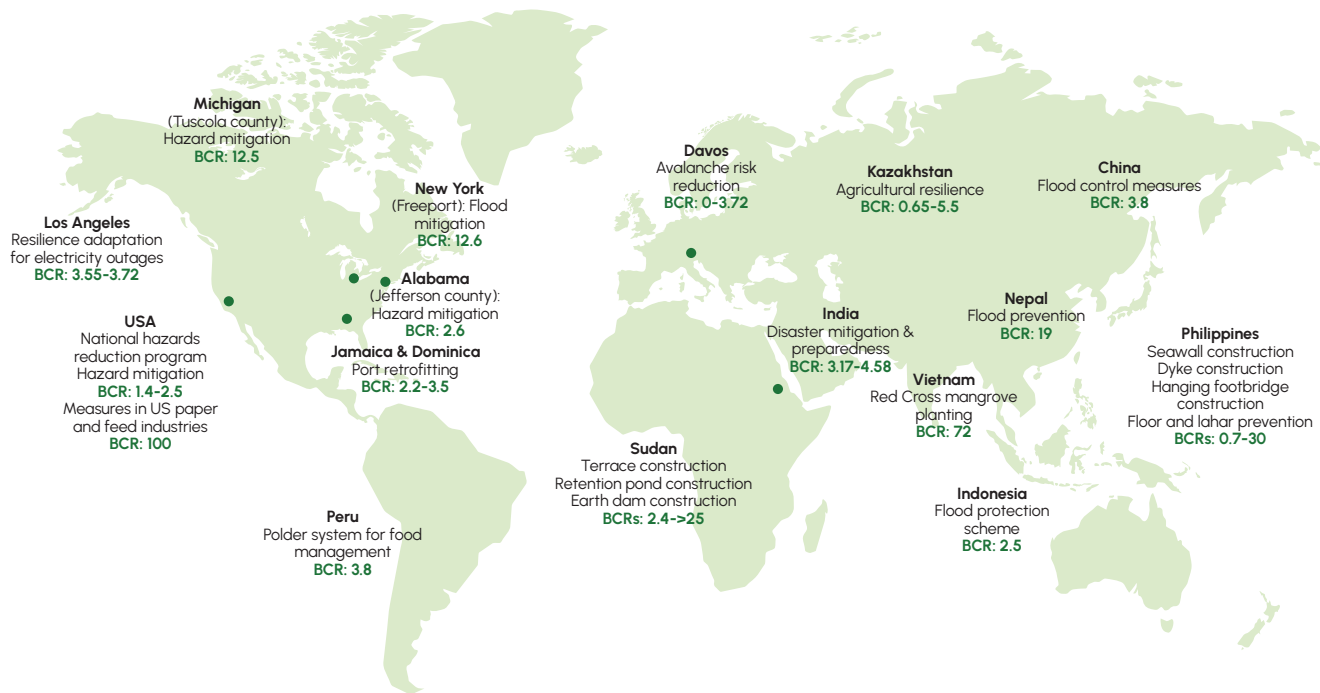 Michigan
(Tuscola county):
Hazard mitigation
BCR: 12.5
New York
(Freeport): Flood
mitigation
BCR: 12.6
Los Angeles
Resilience adaptation
for electricity outages
BCR: 3.55-3.72
Alabama
(Jefferson county):
Hazard mitigation
BCR: 2.6
USA
National hazards
reduction program
Hazard mitigation
BCR: 1.4-2.5
Measures in US paper
and feed industries
BCR: 100
Jamaica & Dominica
Port retrofitting
BCR: 2.2-3.5
Peru
Polder system for food
management
BCR: 3.8
Davos
Avalanche risk
reduction
BCR: 0-3.72
Kazakhstan
Agricultural resilience
BCR: 0.65-5.5
China
Flood control measures
BCR: 3.8
India
Disaster mitigation &
preparedness
BCR: 3.17-4.58
Nepal
Flood prevention
BCR: 19
Philippines
Seawall construction
Dyke construction
Hanging footbridge
construction
Floor and lahar prevention
BCRs: 0.7-30
Vietnam
Red Cross mangrove
planting
BCR: 72
Sudan
Terrace construction
Retention pond construction
Earth dam construction
BCRs: 2.4->25
Indonesia
Flood protection
scheme
BCR: 2.5